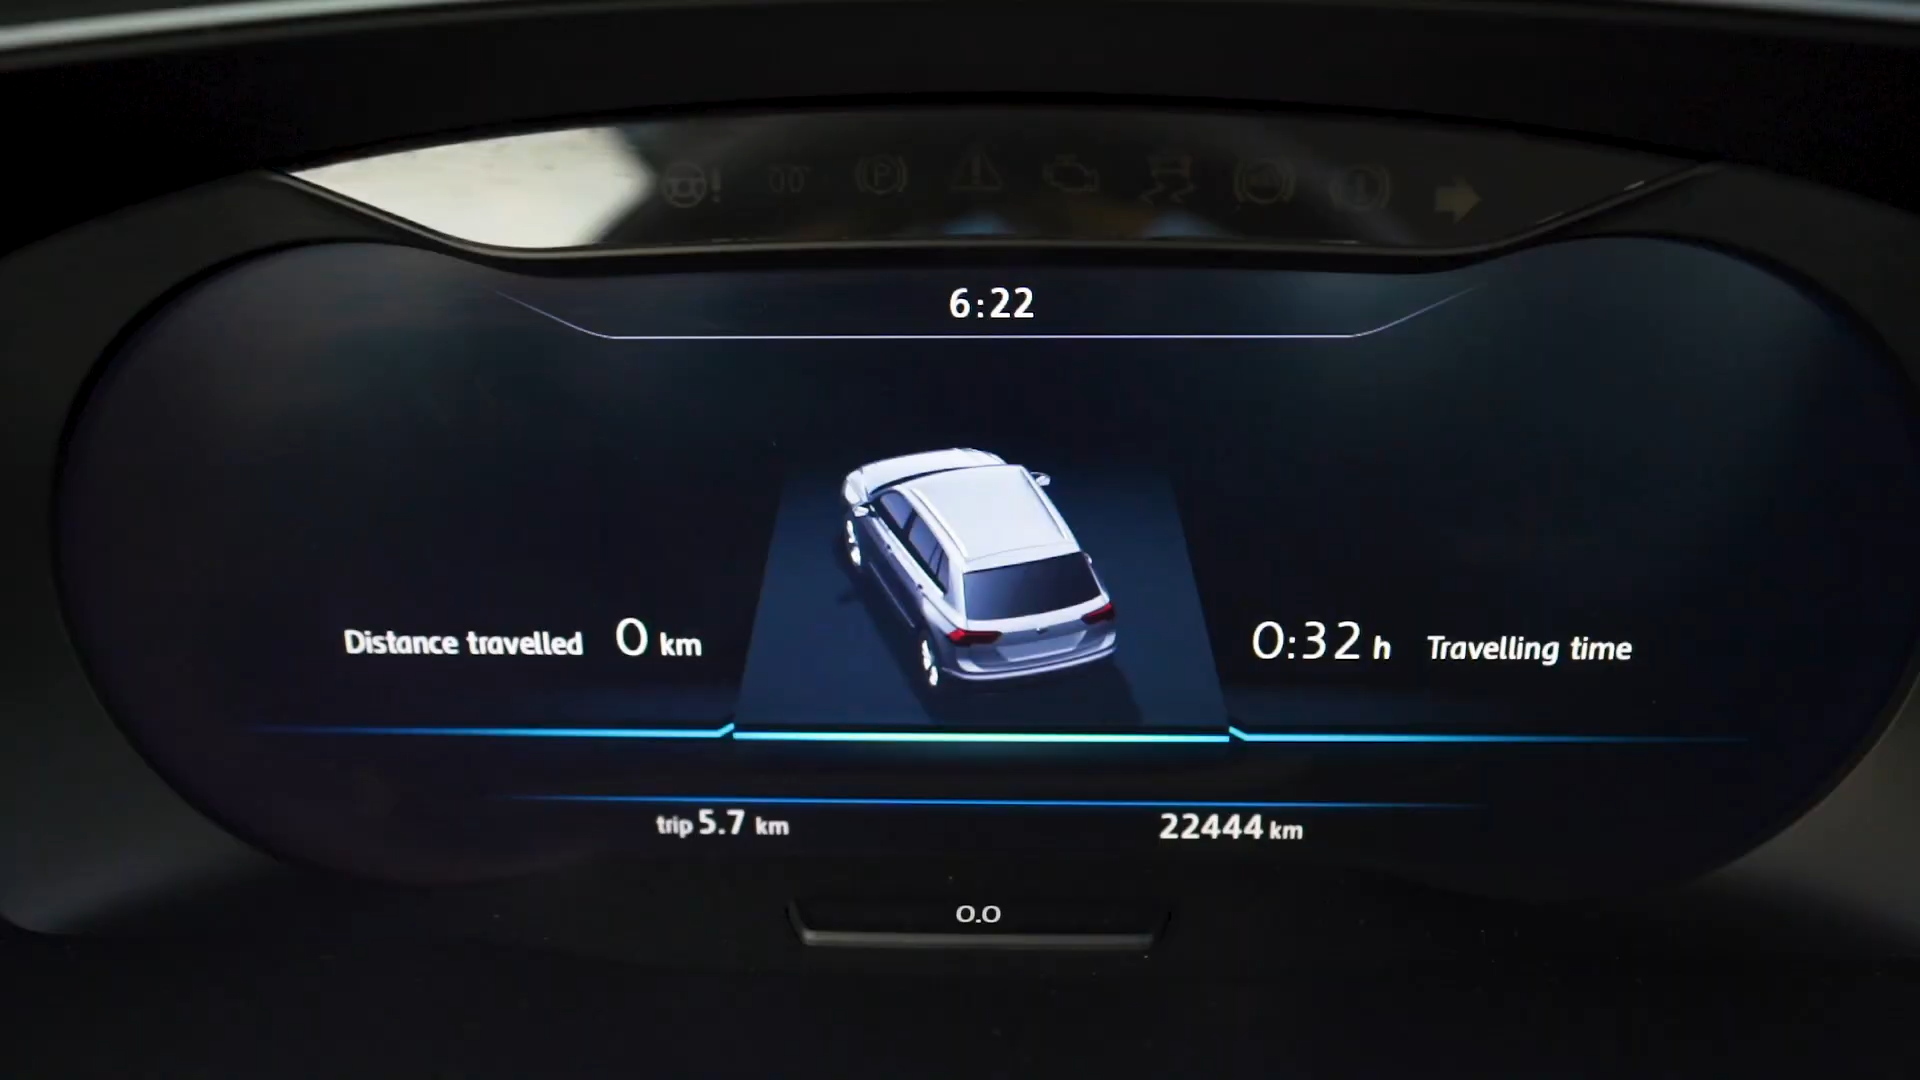 6:22
Distance travelled 0 km
0:32 h Travelling time
trip 5.7 km
22444 km
0.0